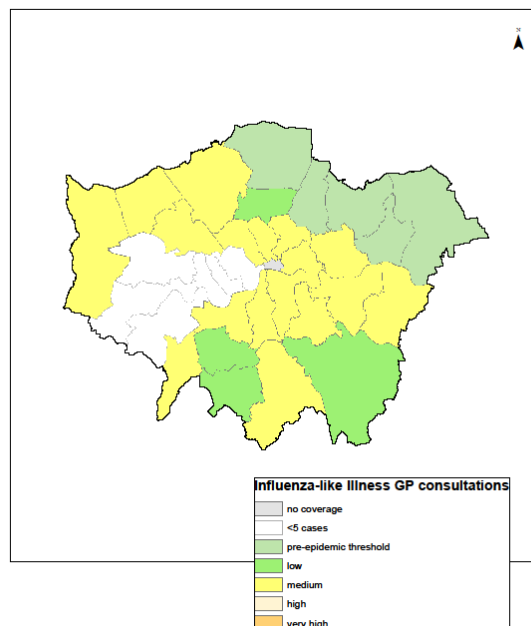 Influenza-like Illness GP consultations
no coverage
<5 cases
pre-epidemic threshold
low
medium
high
very high